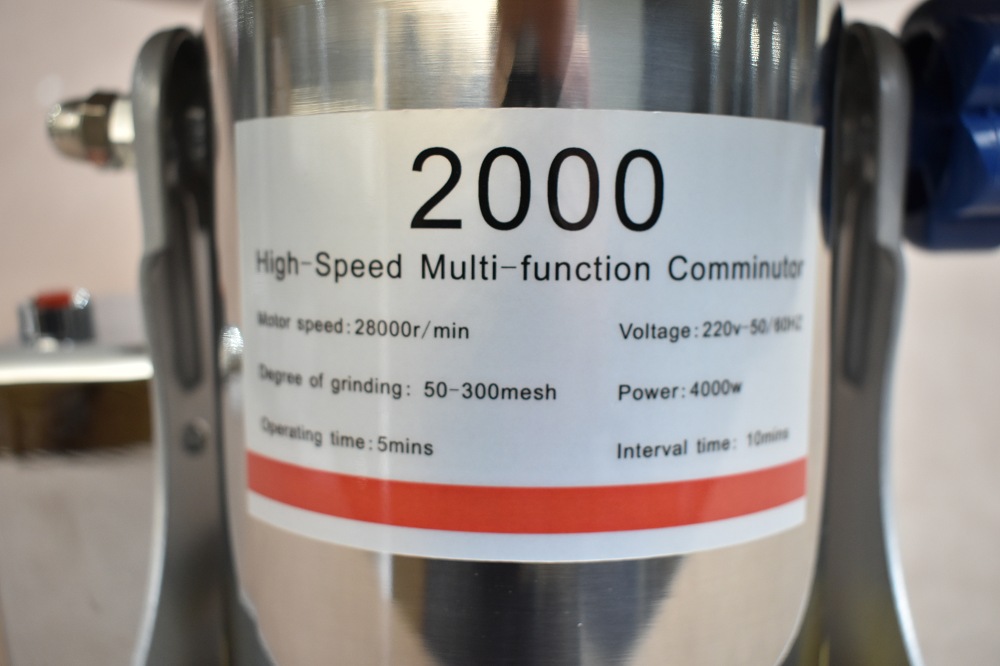 2000
High-Speed Multi-function Comminutor
Motor speed:28000r/min Voltage:220v-50/60HZ
Degree of grinding: 50-300mesh Power:4000w
Operating time:5mins Interval time: 10mins